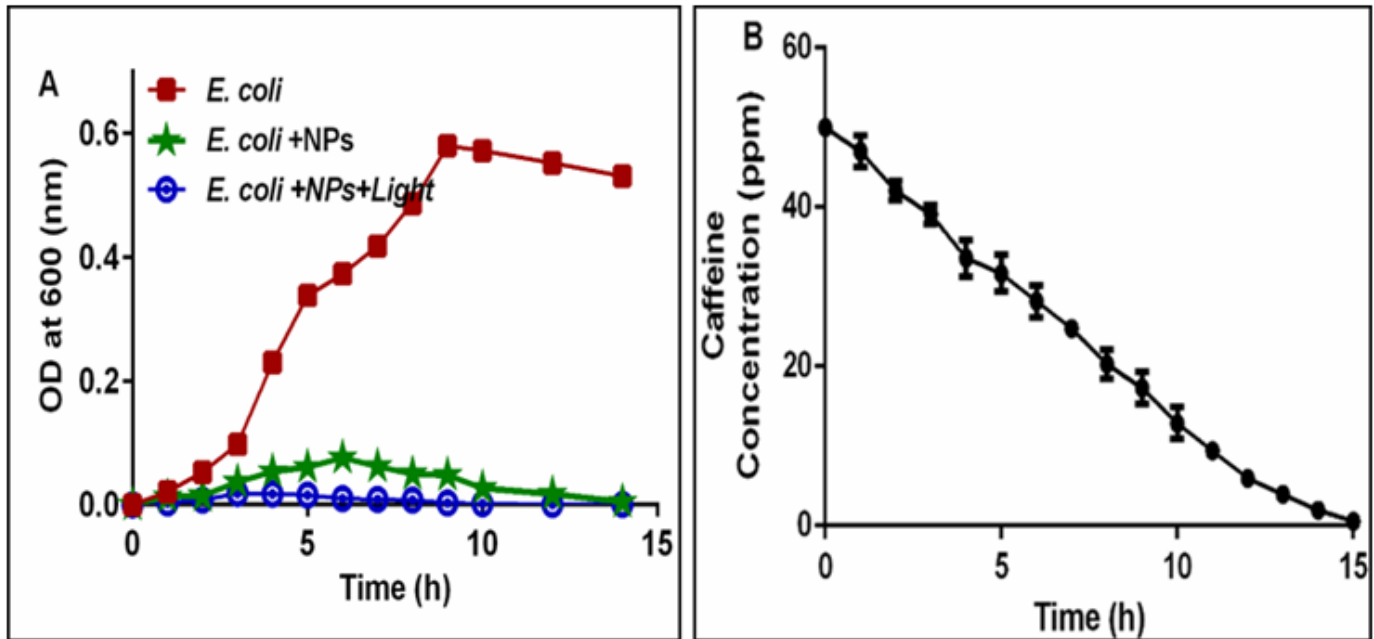 A
E. coli
E. coli +NPs
E. coli +NPs+Light
OD at 600 (nm)
0.6
0.4
0.2
0.0
0 5 10 15
Time (h)
B
Caffeine
Concentration (ppm)
60
40
20
0
0 5 10 15
Time (h)